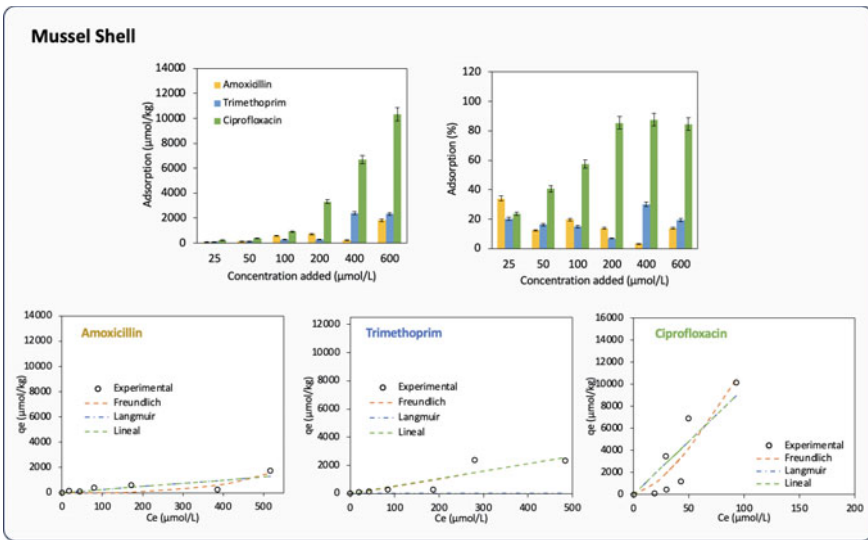 Mussel Shell
14000
12000
10000
8000
6000
4000
2000
0
Adsorption (µmol/kg)
Amoxicillin
Trimethoprim
Ciprofloxacin
25 50 100 200 400 600
Concentration added (µmol/L)
120
100
80
60
40
20
0
Adsorption (%)
25 50 100 200 400 600
Concentration added (µmol/L)
14000
12000
10000
8000
6000
4000
2000
0
qe (µmol/kg)
Amoxicillin
Experimental
Freundlich
Langmuir
Lineal
0 100 200 300 400 500
Ce (µmol/L)
12000
10000
8000
6000
4000
2000
0
qe (µmol/kg)
Trimethoprim
Experimental
Freundlich
Langmuir
Lineal
0 100 200 300 400 500
Ce (µmol/L)
16000
14000
12000
10000
8000
6000
4000
2000
0
qe (µmol/kg)
Ciprofloxacin
Experimental
Freundlich
Langmuir
Lineal
0 50 100 150 200
Ce (µmol/L)